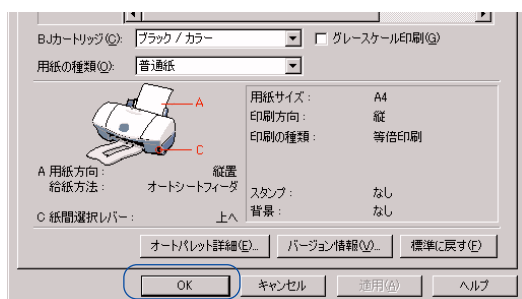 BJカートリッジ(C): ブラック / カラー グレースケール印刷(G)
用紙の種類(O): 普通紙
A
C
用紙サイズ : A4
印刷方向 : 縦
印刷の種類 : 等倍印刷
A 用紙方向 : 縦置
給紙方法 : オートシートフィーダ
スタンプ : なし
C 紙間選択レバー : 上へ
背景 : なし
オートパレット詳細(E)... バージョン情報(V)... 標準に戻す(F)
OK キャンセル 適用(A) ヘルプ